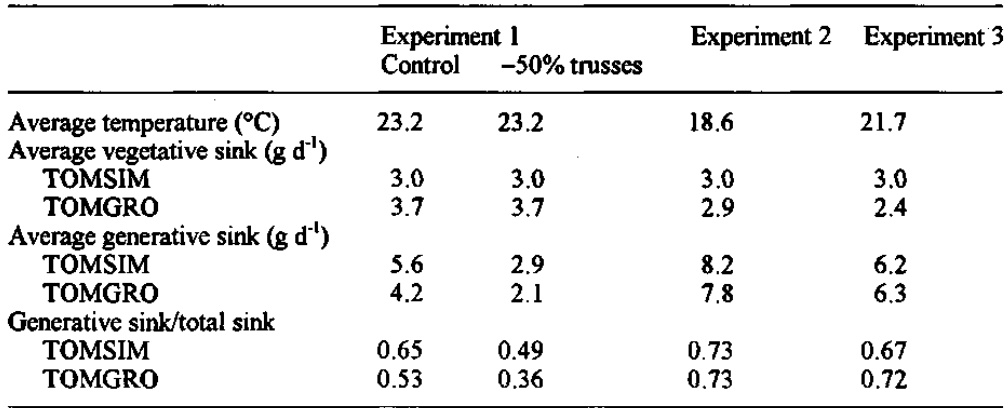 Experiment 1 Experiment 2 Experiment 3
Control –50% trusses
Average temperature (°C) 23.2 23.2 18.6 21.7
Average vegetative sink (g d⁻¹)
TOMSIM 3.0 3.0 3.0 3.0
TOMGRO 3.7 3.7 2.9 2.4
Average generative sink (g d⁻¹)
TOMSIM 5.6 2.9 8.2 6.2
TOMGRO 4.2 2.1 7.8 6.3
Generative sink/total sink
TOMSIM 0.65 0.49 0.73 0.67
TOMGRO 0.53 0.36 0.73 0.72